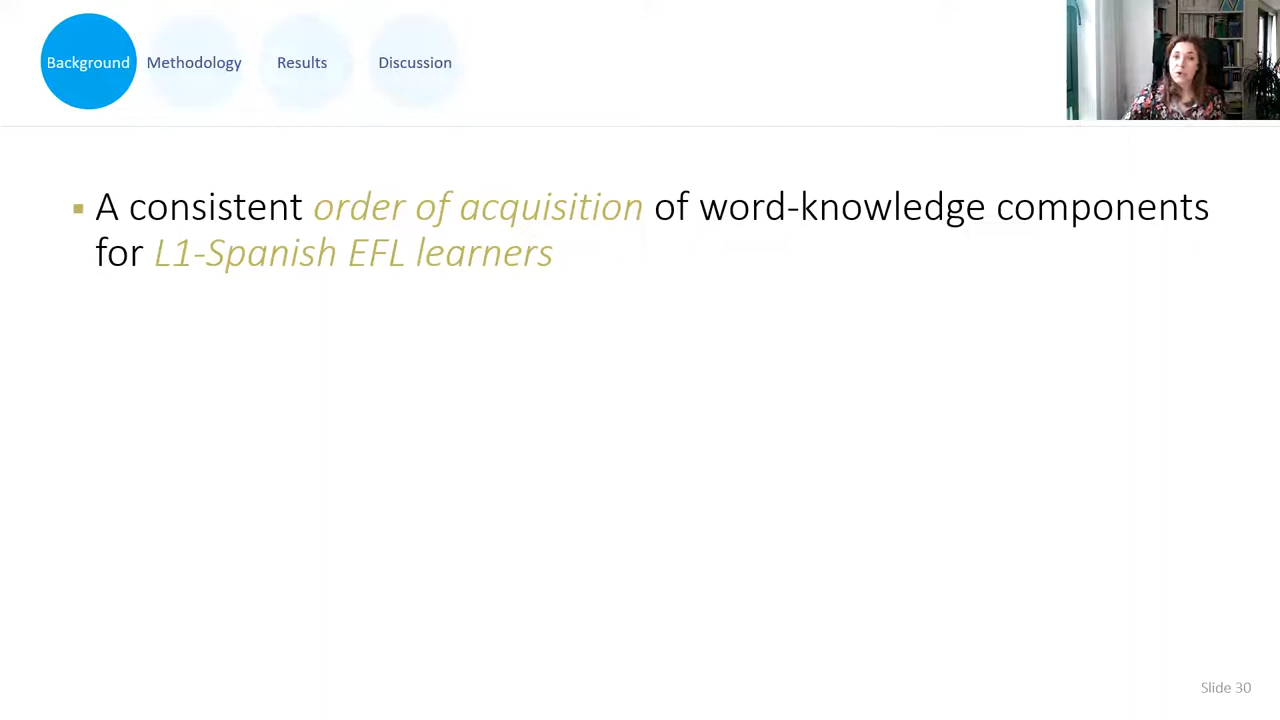 Background Methodology Results Discussion
▪ A consistent order of acquisition of word-knowledge components
for L1-Spanish EFL learners
Slide 30